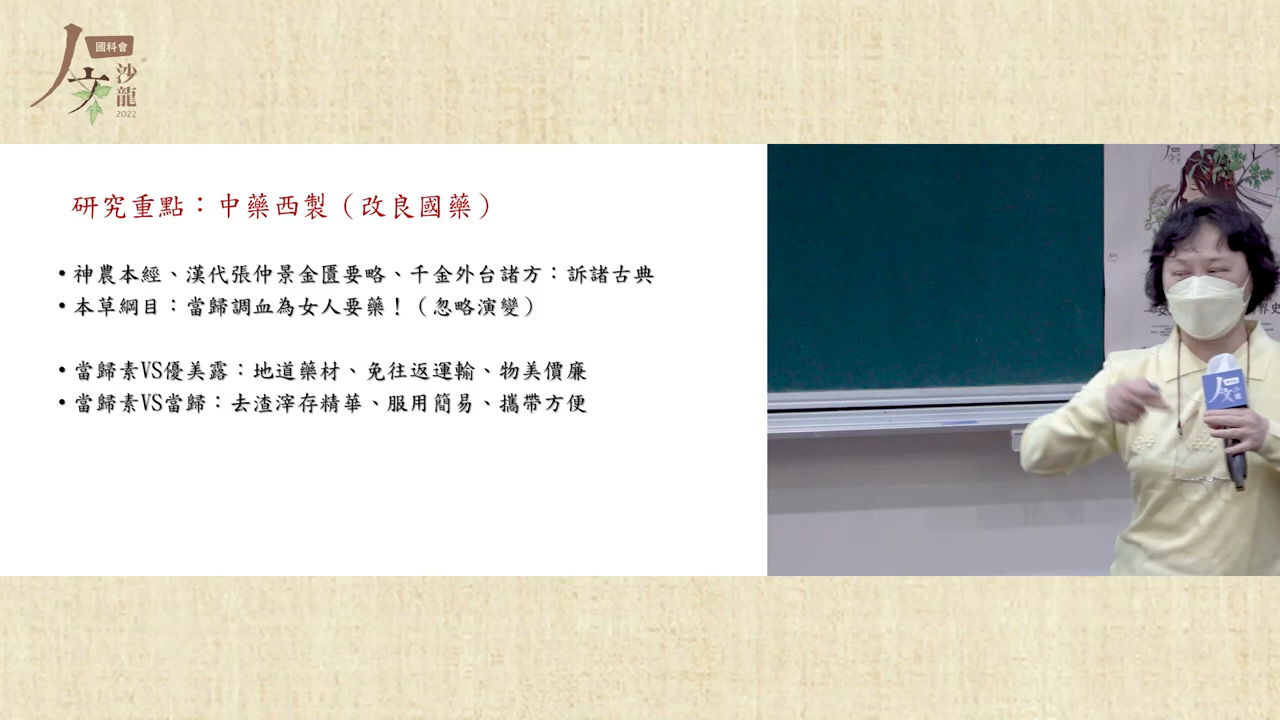 國科會
人文
沙龍
2022
研究重點：中藥西製（改良國藥）
•神農本經、漢代張仲景金匱要略、千金外台諸方：訴諸古典
•本草綱目：當歸調血為女人要藥！（忽略演變）
•當歸素VS優美露：地道藥材、免往返運輸、物美價廉
•當歸素VS當歸：去渣滓存精華、服用簡易、攜帶方便
人文
沙龍